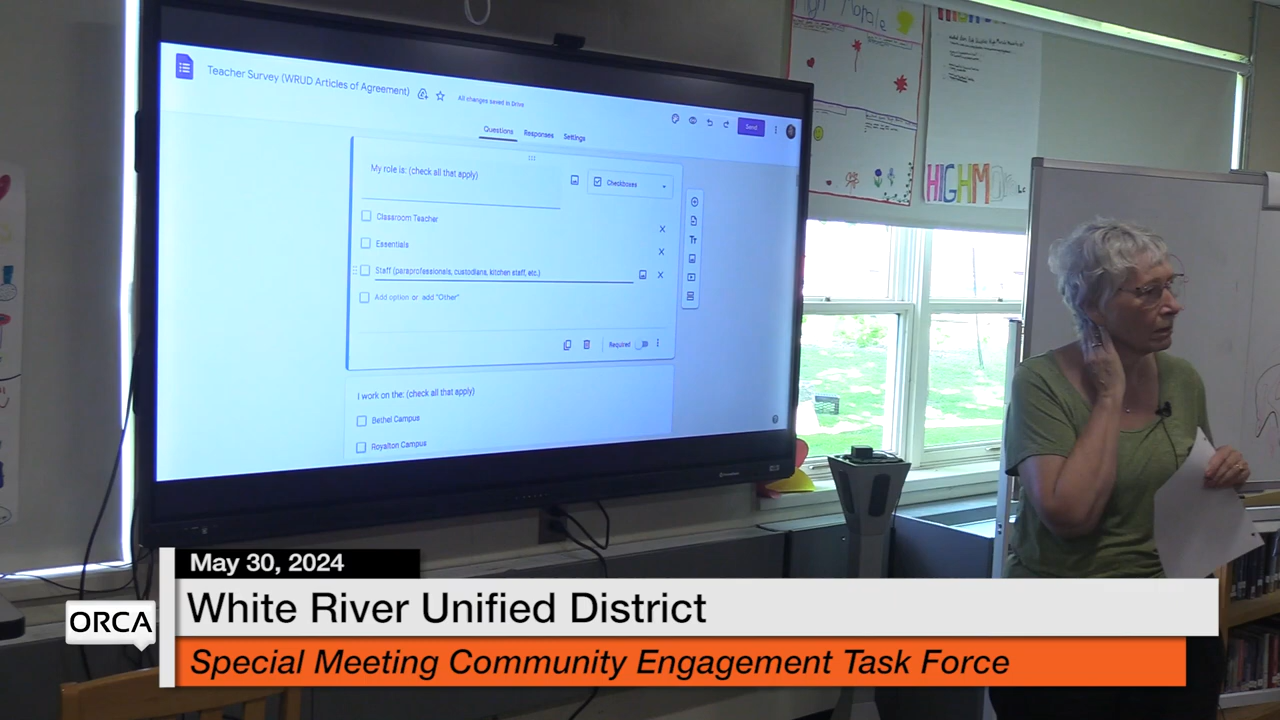 High Morale
HIGHMO
Teacher Survey (WRUD Articles of Agreement)
All changes saved in Drive
Send
Questions Responses Settings
My role is: (check all that apply)
Checkboxes
Classroom Teacher
Essentials
Staff (paraprofessionals, custodians, kitchen staff, etc.)
Add option or add "Other"
Tr
Required
I work on the: (check all that apply)
Bethel Campus
Royalton Campus
May 30, 2024
ORCA
White River Unified District
Special Meeting Community Engagement Task Force